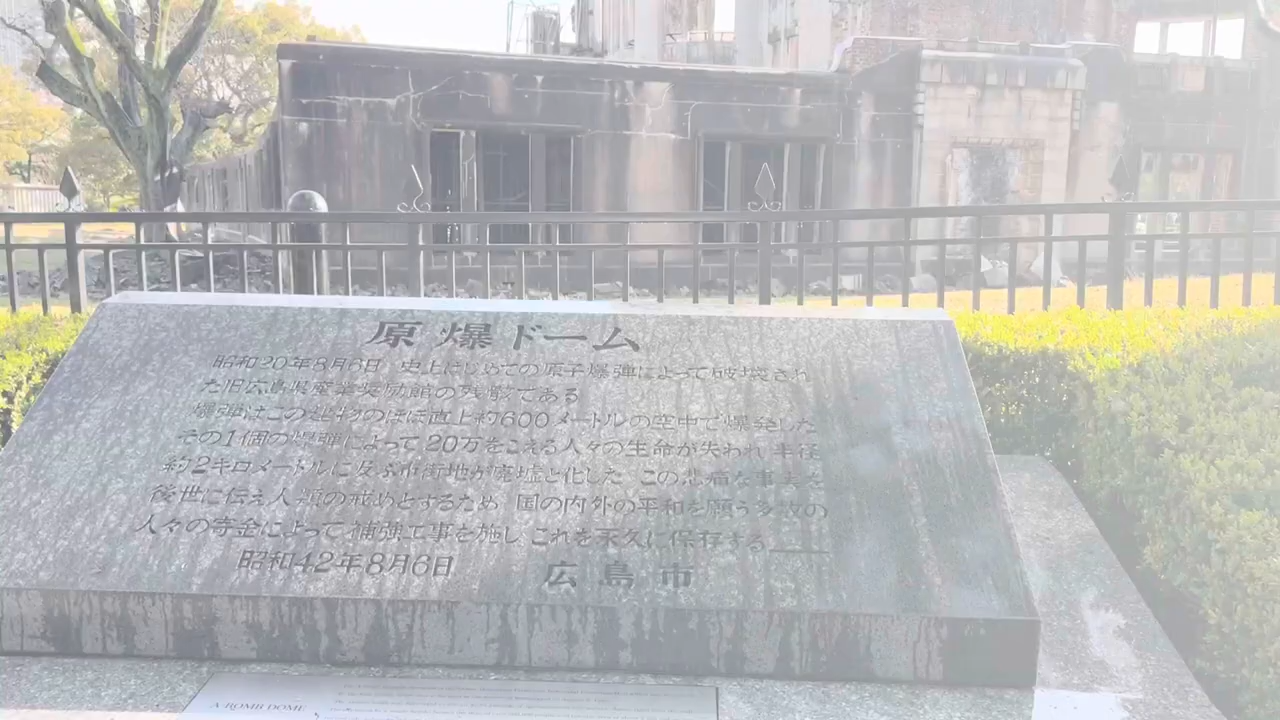 原爆ドーム
昭和20年8月6日 史上はじめての原子爆弾によって破壊され
た旧広島県産業奨励館の残骸である
爆弾はこの建物のほぼ直上約600メートルの空中で爆発した
その1個の爆弾によって20万をこえる人々の生命が失われ 半径
約2キロメートルに及ぶ市街地が廃墟と化した この悲痛な事実を
後世に伝え人類の戒めとするため 国の内外の平和を願う多数の
人々の寄金によって補強工事を施し これを永久に保存する
昭和42年8月6日 広島市
A-BOMB DOME